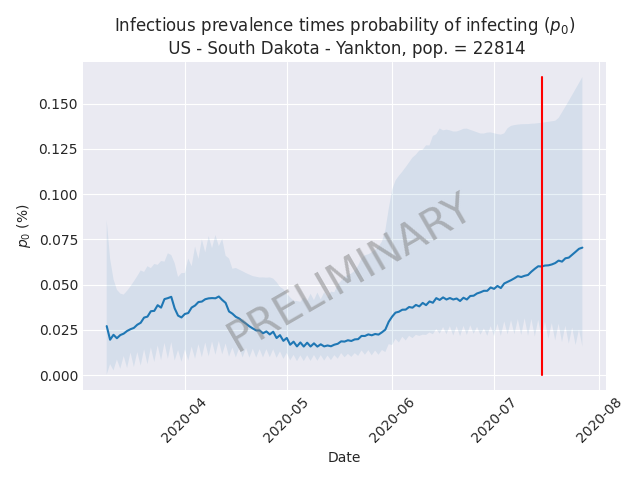 Infectious prevalence times probability of infecting (p₀)
US - South Dakota - Yankton, pop. = 22814
0.150
0.125
0.100
0.075
0.050
0.025
0.000
p₀ (%)
PRELIMINARY
2020-04
2020-05
2020-06
2020-07
2020-08
Date